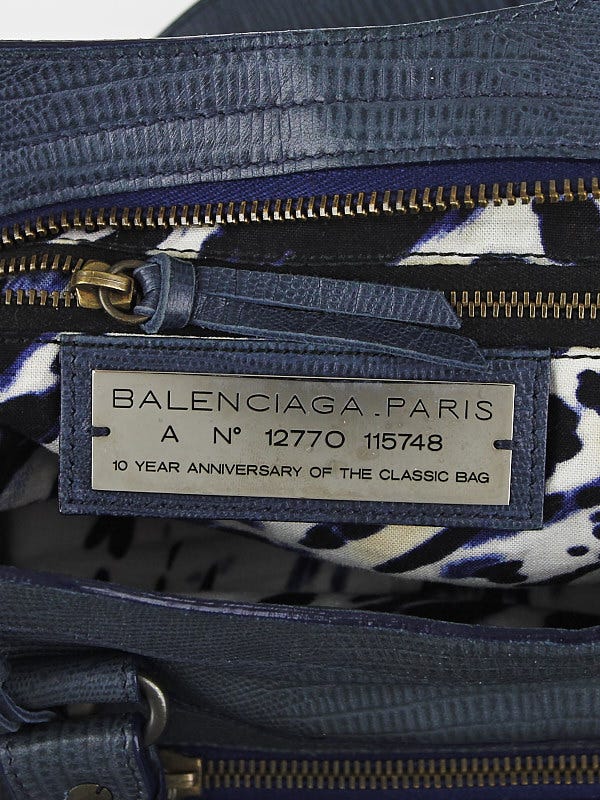 BALENCIAGA.PARIS
A N° 12770 115748
10 YEAR ANNIVERSARY OF THE CLASSIC BAG